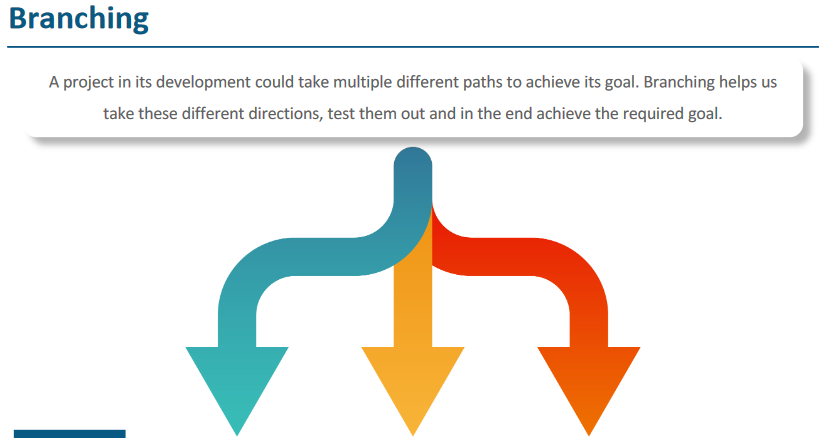 Branching
A project in its development could take multiple different paths to achieve its goal. Branching helps us
take these different directions, test them out and in the end achieve the required goal.